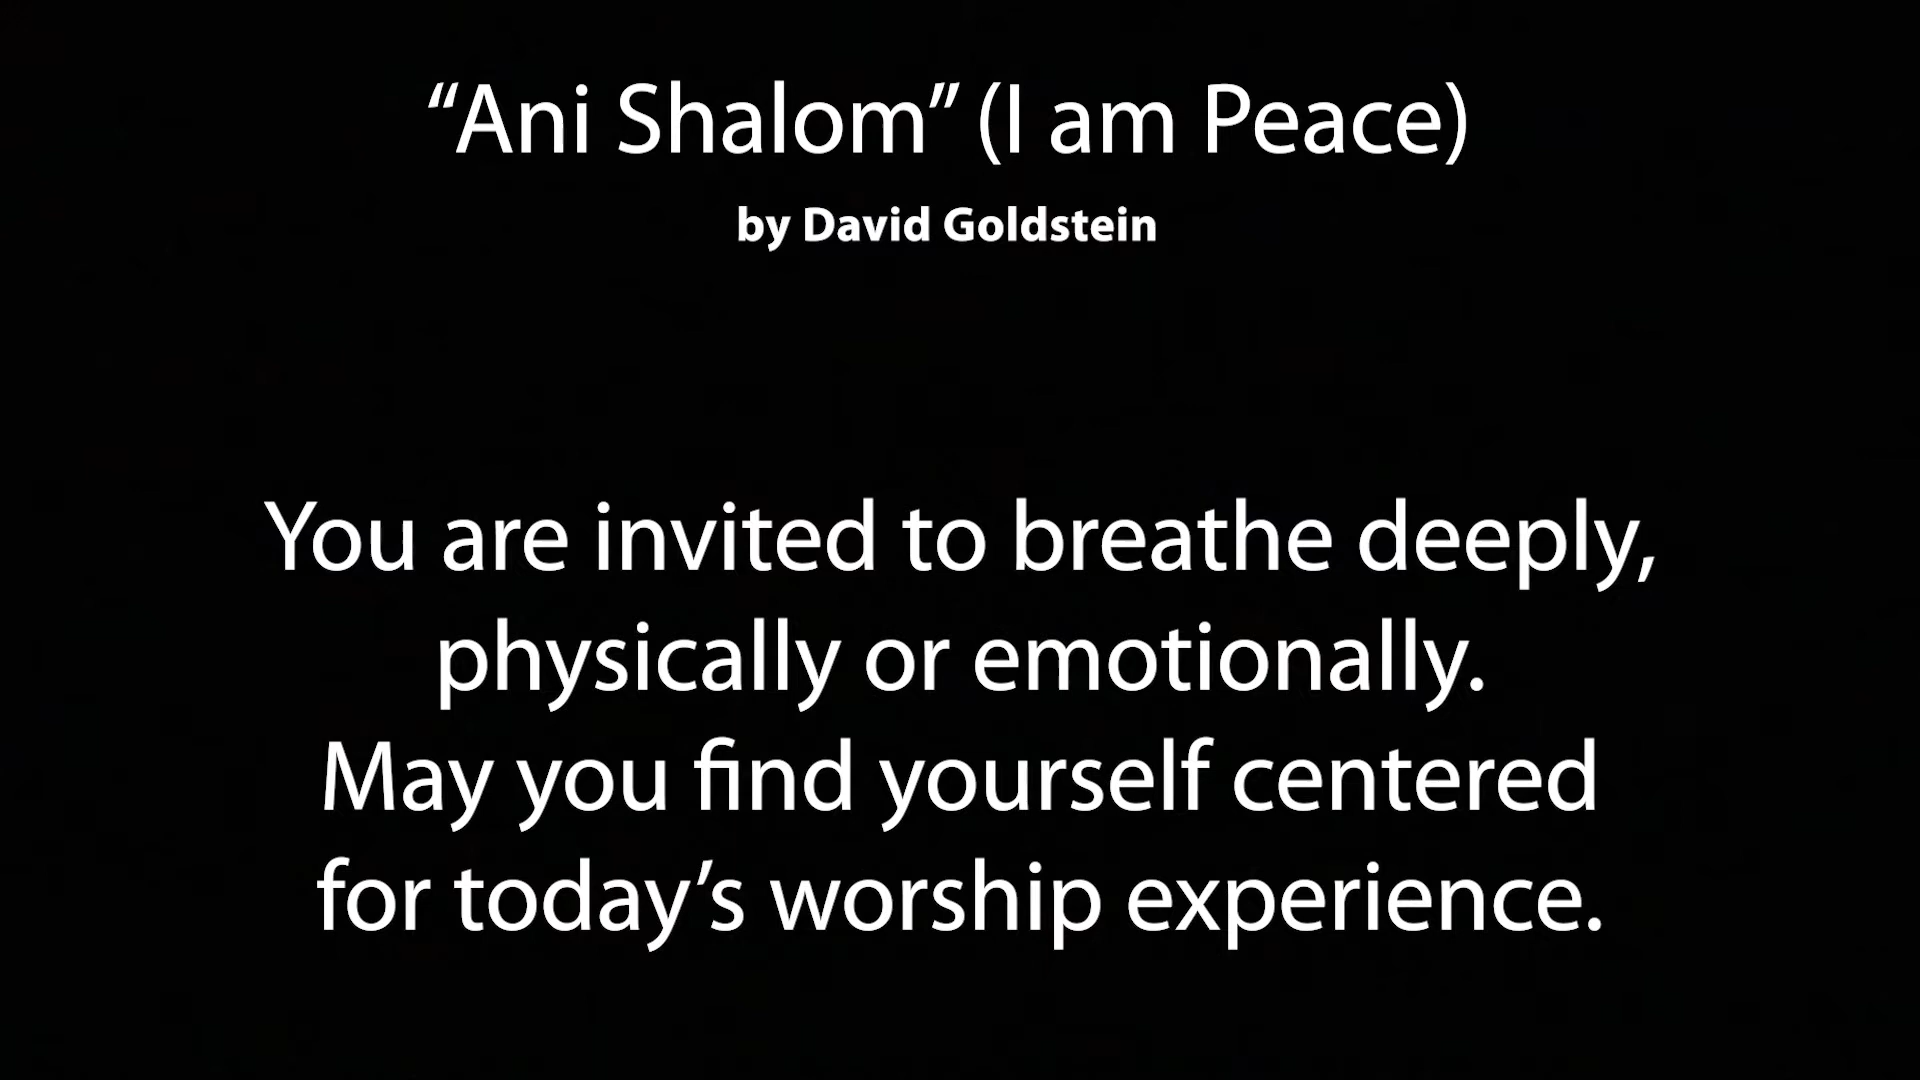 “Ani Shalom” (I am Peace)
by David Goldstein
You are invited to breathe deeply,
physically or emotionally.
May you find yourself centered
for today’s worship experience.